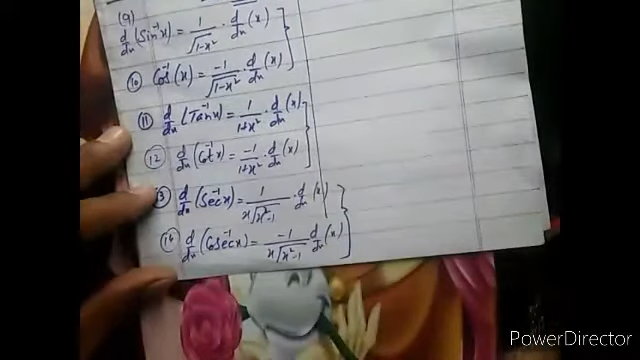 (9)
d/dx (Sin⁻¹x) = 1/√1-x² · d/dx (x)
(10) Cos⁻¹(x) = -1/√1-x² d/dx (x)
(11) d/dx (Tan⁻¹x) = 1/1+x² · d/dx (x)
(12) d/dx (Cot⁻¹x) = -1/1+x² · d/dx (x)
(13) d/dx (Sec⁻¹x) = 1/x√x²-1 · d/dx (x)
(14) d/dx (Cosec⁻¹x) = -1/x√x²-1 d/dx (x)
PowerDirector